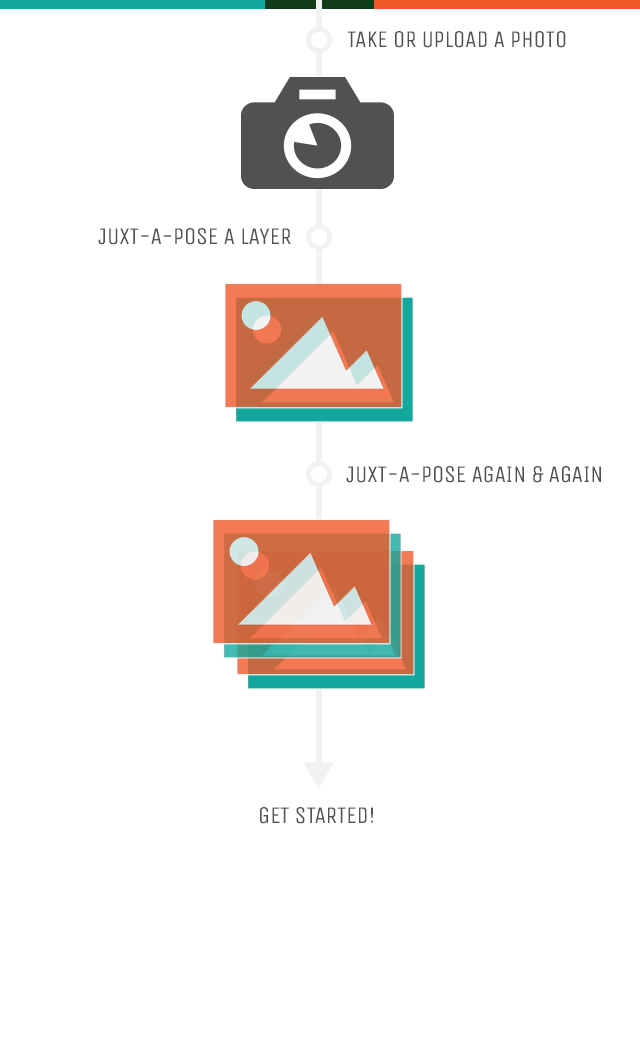 TAKE OR UPLOAD A PHOTO
JUXT-A-POSE A LAYER
JUXT-A-POSE AGAIN & AGAIN
GET STARTED!